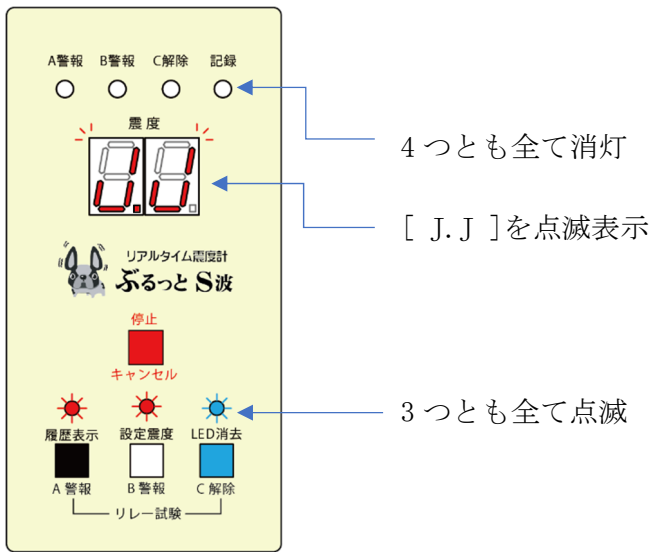 A警報 B警報 C解除 記録
震度
J.J
リアルタイム震度計
ぶるっとS波
停止
キャンセル
履歴表示 設定震度 LED消去
A 警報 B 警報 C 解除
リレー試験
4つとも全て消灯
[ J.J ]を点滅表示
3つとも全て点滅